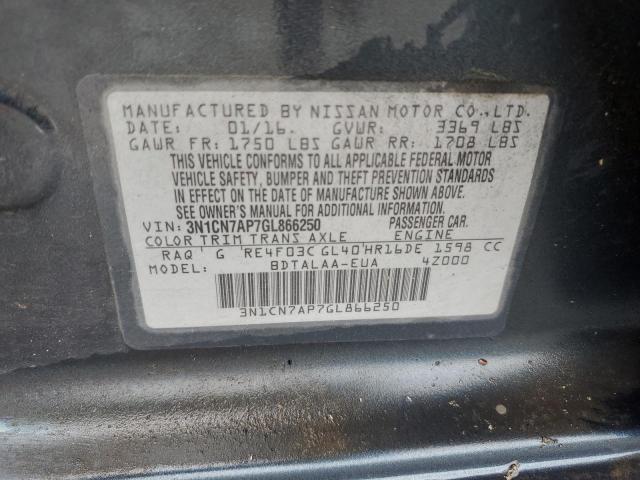 MANUFACTURED BY NISSAN MOTOR CO.,LTD.
DATE: 01/16. GVWR: 3369 LBS
GAWR FR: 1750 LBS GAWR RR: 1708 LBS
THIS VEHICLE CONFORMS TO ALL APPLICABLE FEDERAL MOTOR
VEHICLE SAFETY, BUMPER AND THEFT PREVENTION STANDARDS
IN EFFECT ON THE DATE OF MANUFACTURE SHOWN ABOVE.
SEE OWNER'S MANUAL FOR ADDITIONAL INFORMATION.
VIN: 3N1CN7AP7GL866250 PASSENGER CAR.
COLOR TRIM TRANS AXLE ENGINE
RAQ G RE4F03C GL40 HR16DE 1598 CC
MODEL: BDTALAA-EUA 4Z000
3N1CN7AP7GL866250